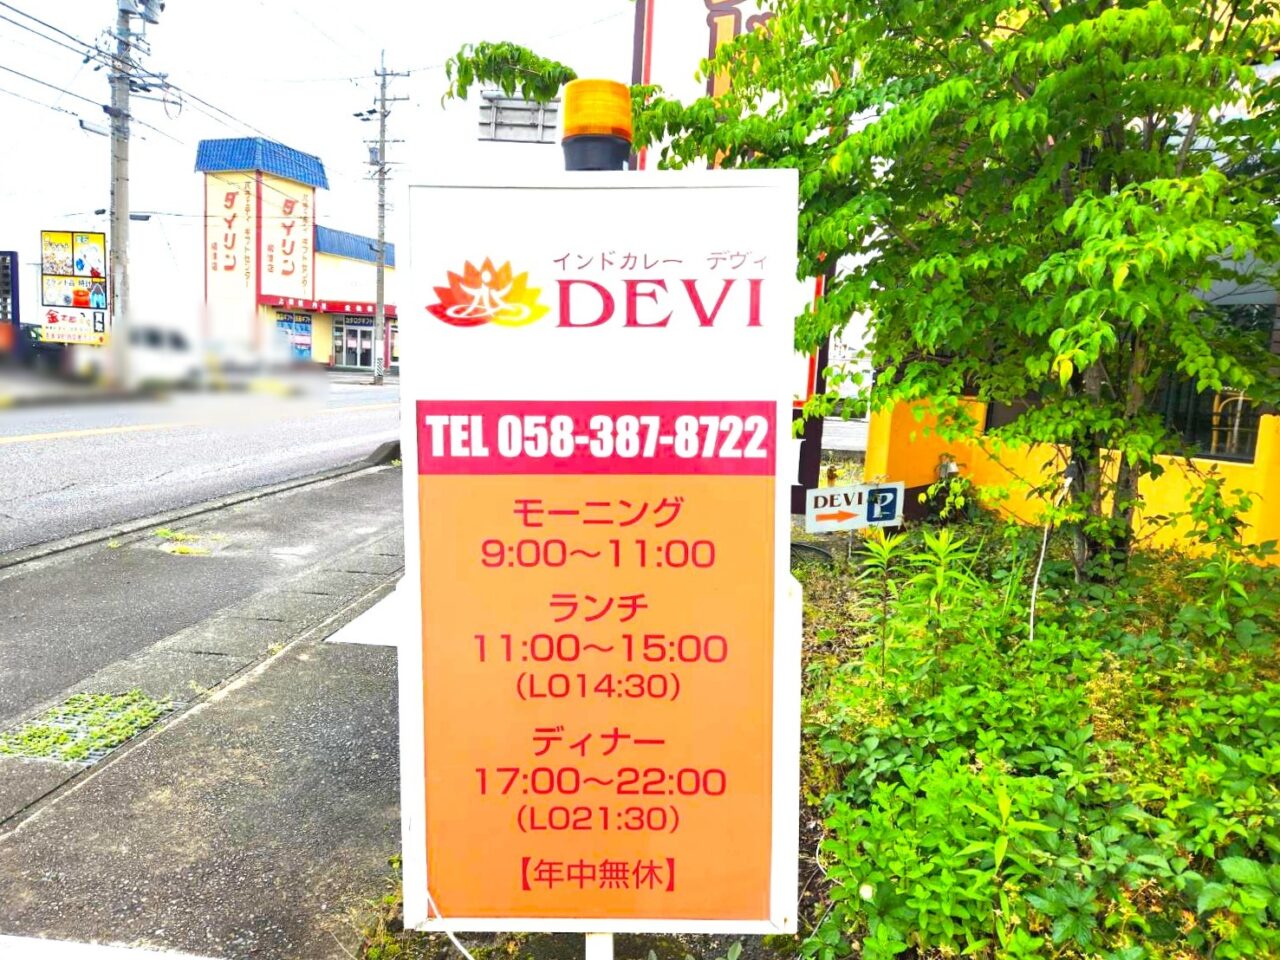 インドカレー デヴィ
DEVI
TEL 058-387-8722
モーニング
9:00～11:00
ランチ
11:00～15:00
(LO14:30)
ディナー
17:00～22:00
(LO21:30)
【年中無休】
DEVI P
ダイリン
ダイリン